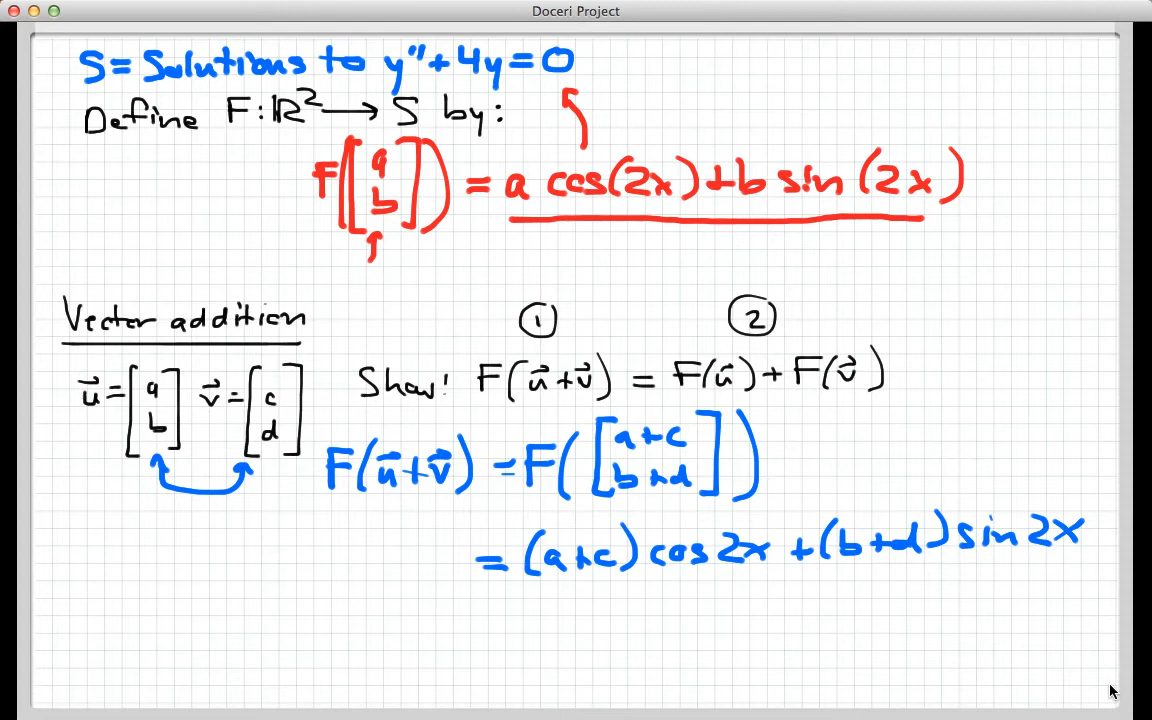 Doceri Project
S = Solutions to y'' + 4y = 0
Define F: ℝ² ⟶ S by:
F([a b]) = a cos(2x) + b sin(2x)
Vector addition ① ②
u⃗ = [a b] v⃗ = [c d] Show: F(u⃗ + v⃗) = F(u⃗) + F(v⃗)
F(u⃗ + v⃗) = F([a+c b+d])
= (a+c) cos 2x + (b+d) sin 2x